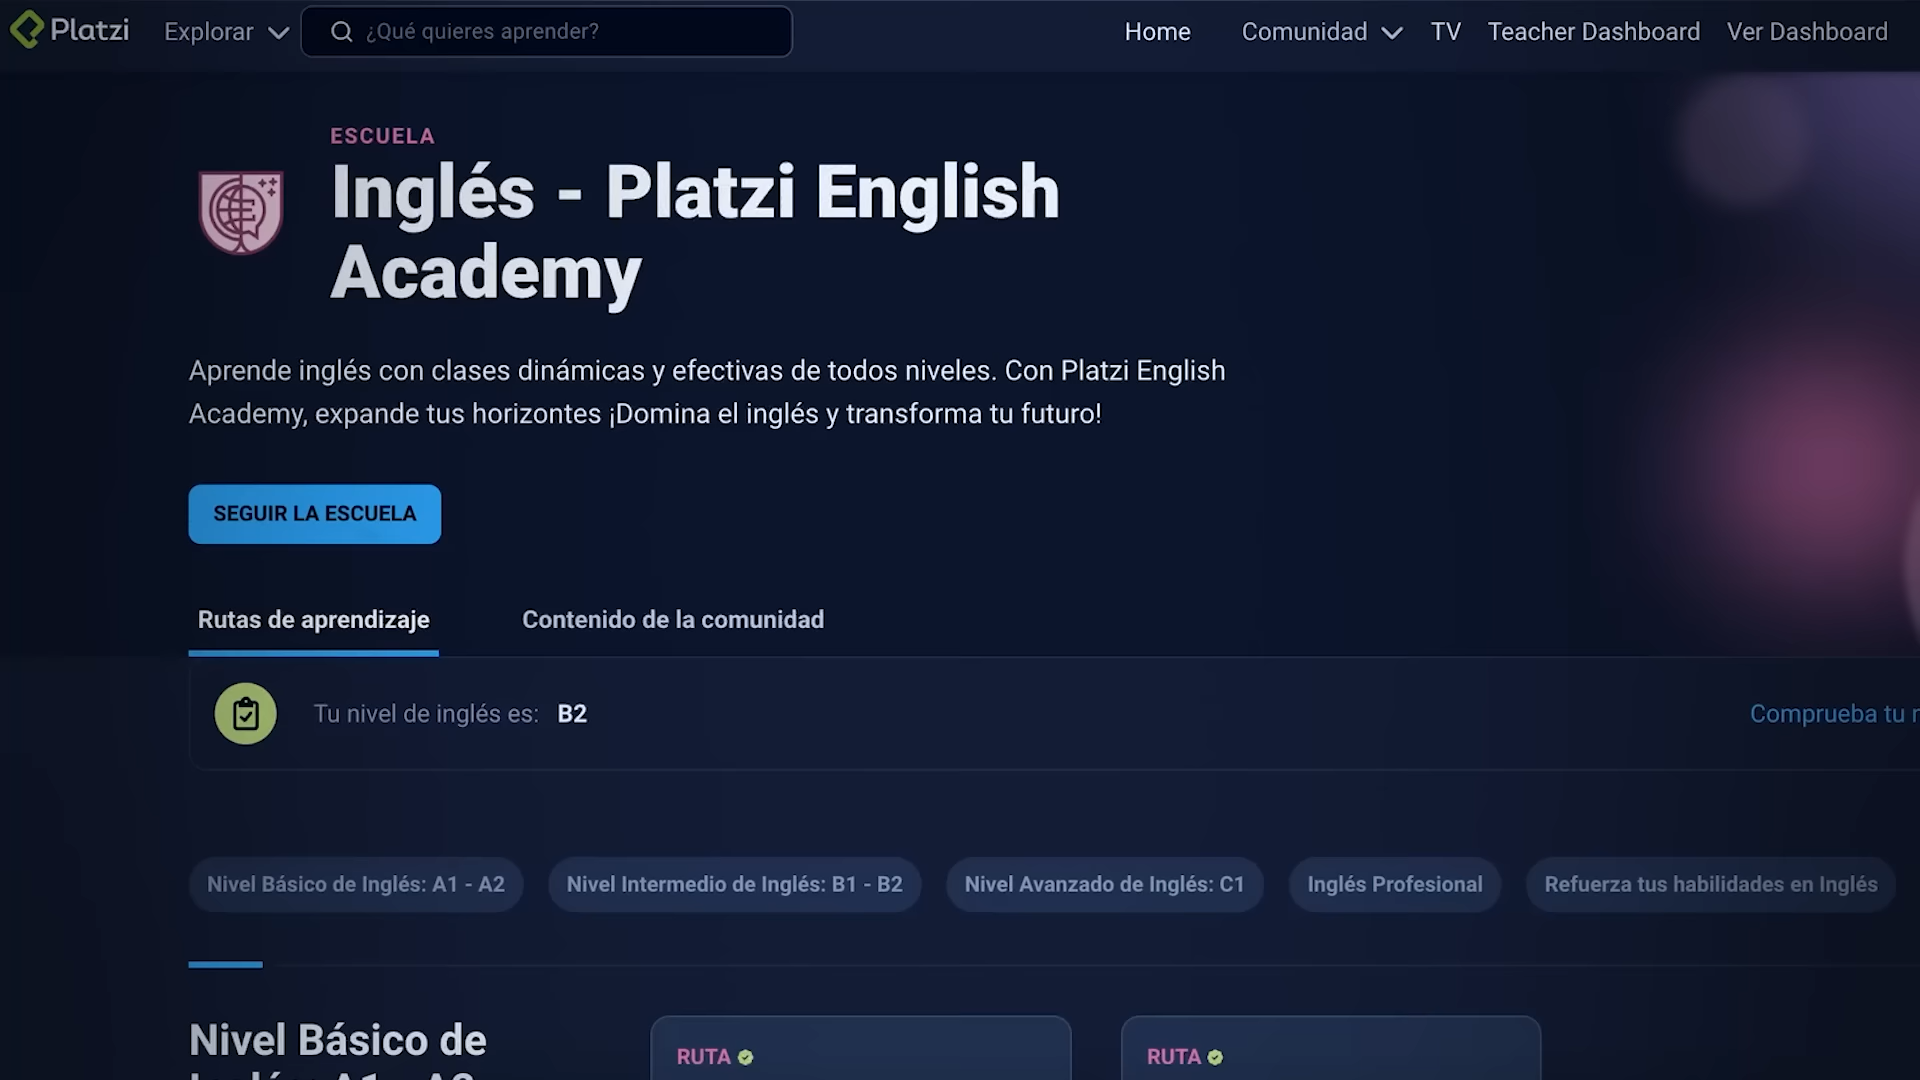 Platzi Explorar ¿Qué quieres aprender? Home Comunidad TV Teacher Dashboard Ver Dashboard
ESCUELA
Inglés - Platzi English
Academy
Aprende inglés con clases dinámicas y efectivas de todos niveles. Con Platzi English
Academy, expande tus horizontes ¡Domina el inglés y transforma tu futuro!
SEGUIR LA ESCUELA
Rutas de aprendizaje Contenido de la comunidad
Tu nivel de inglés es: B2 Comprueba tu
Nivel Básico de Inglés: A1 - A2 Nivel Intermedio de Inglés: B1 - B2 Nivel Avanzado de Inglés: C1 Inglés Profesional Refuerza tus habilidades en Inglés
Nivel Básico de
Inglés: A1 - A2
RUTA RUTA